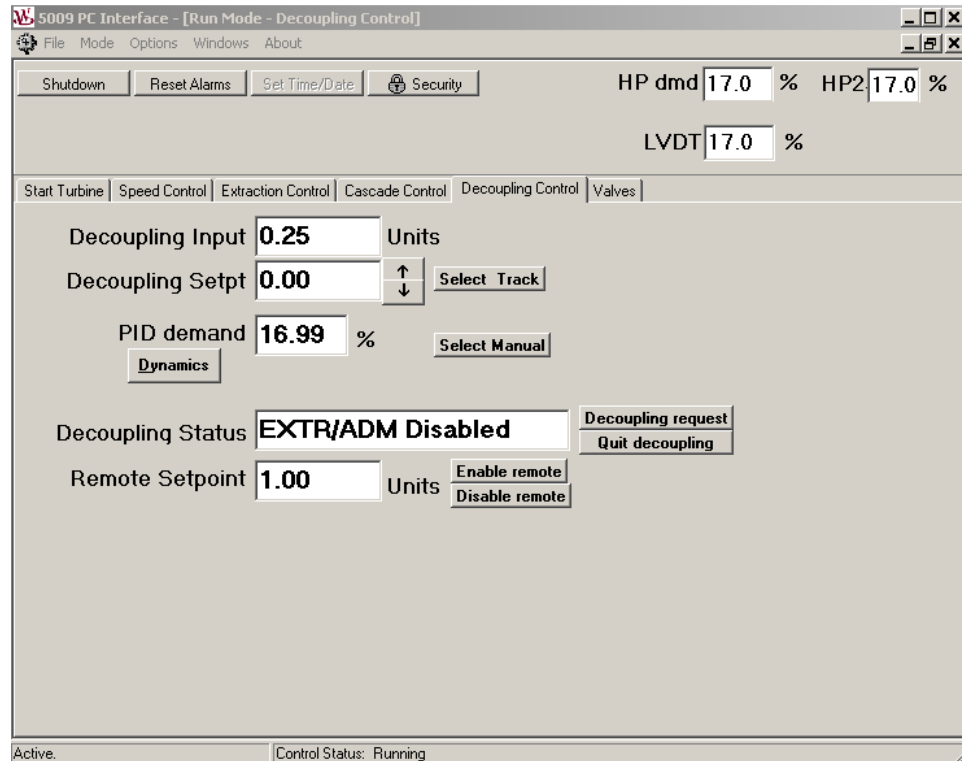 5009 PC Interface - [Run Mode - Decoupling Control]
File Mode Options Windows About
Shutdown Reset Alarms Set Time/Date Security HP dmd 17.0 % HP2 17.0 %
LVDT 17.0 %
Start Turbine Speed Control Extraction Control Cascade Control Decoupling Control Valves
Decoupling Input 0.25 Units
Decoupling Setpt 0.00 Select Track
PID demand 16.99 % Select Manual
Dynamics
Decoupling Status EXTR/ADM Disabled Decoupling request
Quit decoupling
Remote Setpoint 1.00 Units Enable remote
Disable remote
Active. Control Status: Running